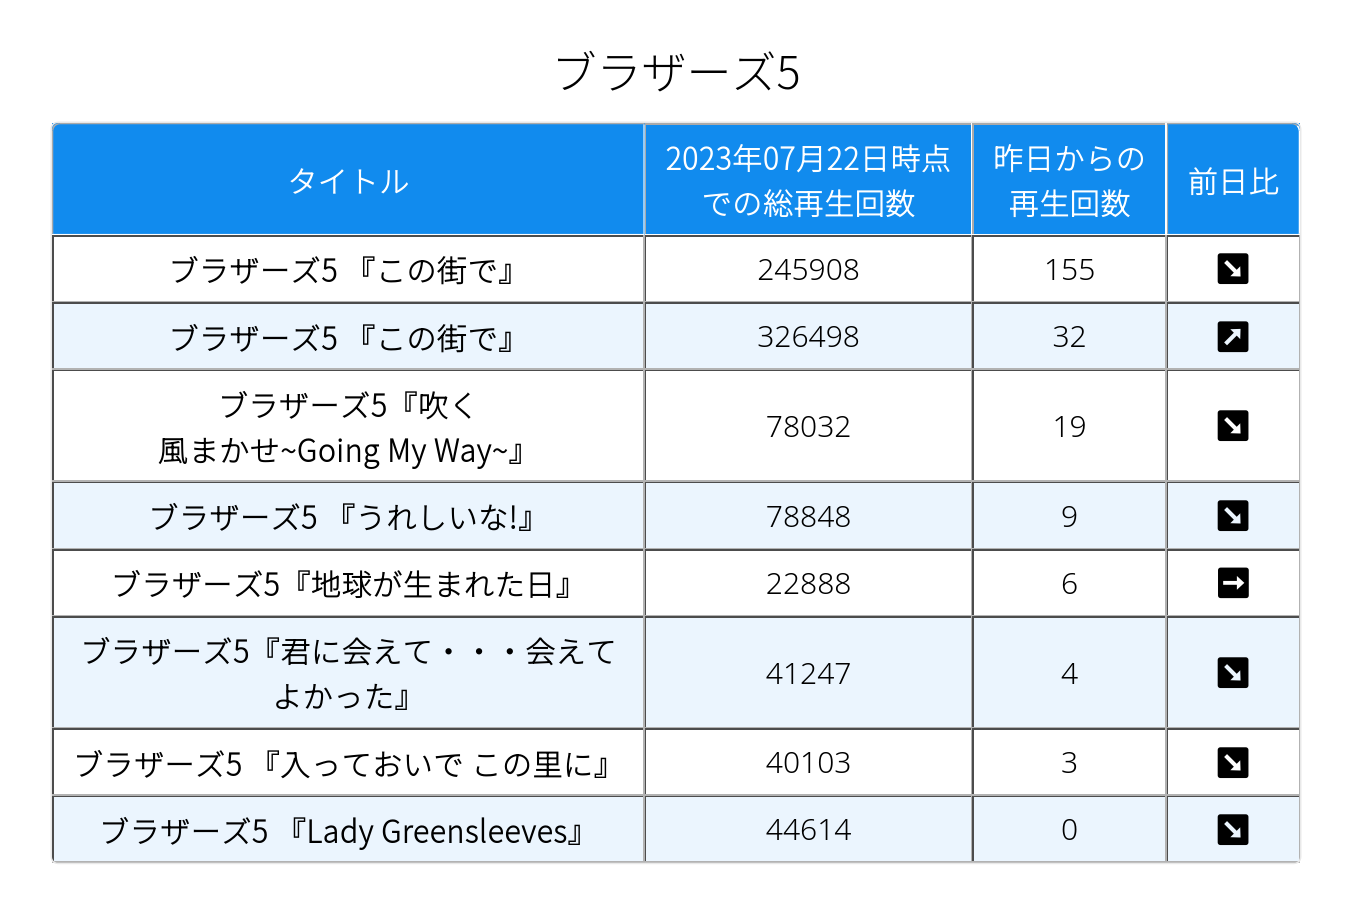 ブラザーズ5
タイトル
2023年07月22日時点
での総再生回数
昨日からの
再生回数
前日比
ブラザーズ5 『この街で』
245908
155
ブラザーズ5 『この街で』
326498
32
ブラザーズ5『吹く
風まかせ~Going My Way~』
78032
19
ブラザーズ5 『うれしいな!』
78848
9
ブラザーズ5『地球が生まれた日』
22888
6
ブラザーズ5『君に会えて・・・会えて
よかった』
41247
4
ブラザーズ5 『入っておいで この里に』
40103
3
ブラザーズ5 『Lady Greensleeves』
44614
0